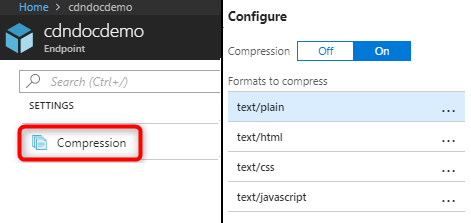 Home > cdndocdemo
cdndocdemo
Endpoint
Search (Ctrl+/)
SETTINGS
Compression
Configure
Compression Off On
Formats to compress
text/plain ...
text/html ...
text/css ...
text/javascript ...